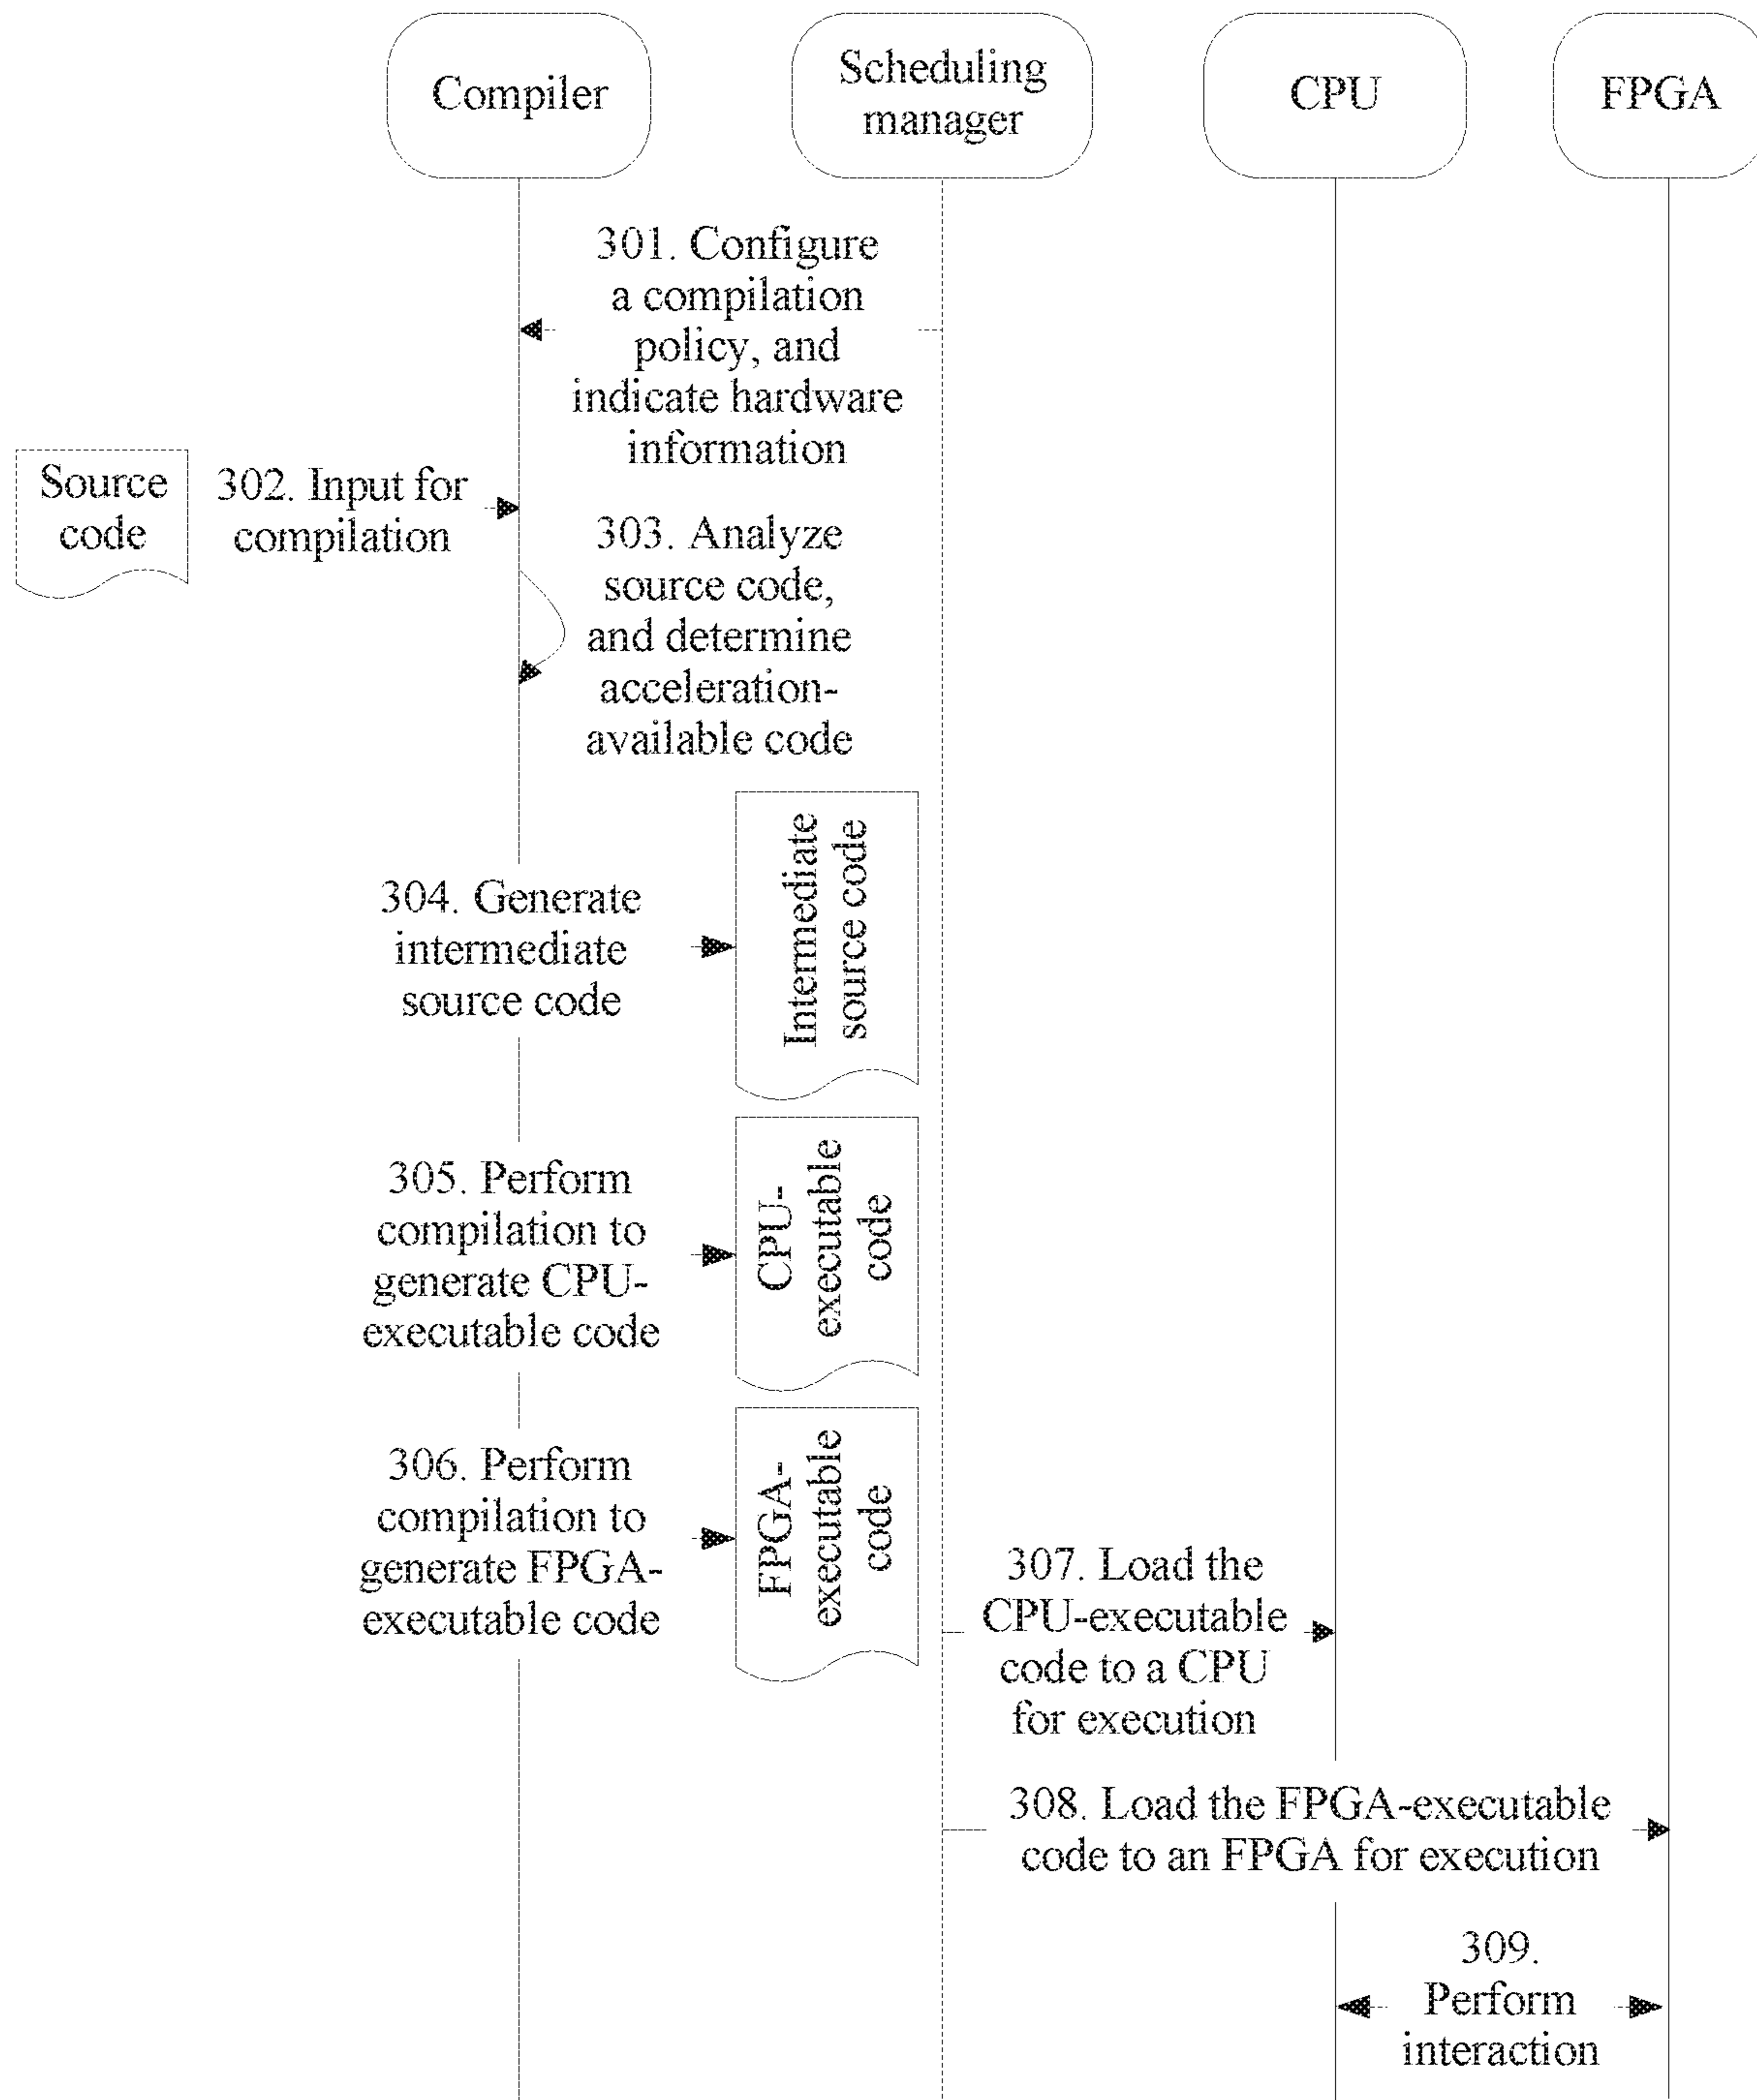 Compiler
Scheduling
manager
CPU
FPGA
301. Configure
a compilation
policy, and
indicate hardware
information
Source
code
302. Input for
compilation
303. Analyze
source code,
and determine
acceleration-
available code
304. Generate
intermediate
source code
Intermediate
source code
305. Perform
compilation to
generate CPU-
executable code
CPU-
executable
code
306. Perform
compilation to
generate FPGA-
executable code
FPGA-
executable
code
307. Load the
CPU-executable
code to a CPU
for execution
308. Load the FPGA-executable
code to an FPGA for execution
309.
Perform
interaction